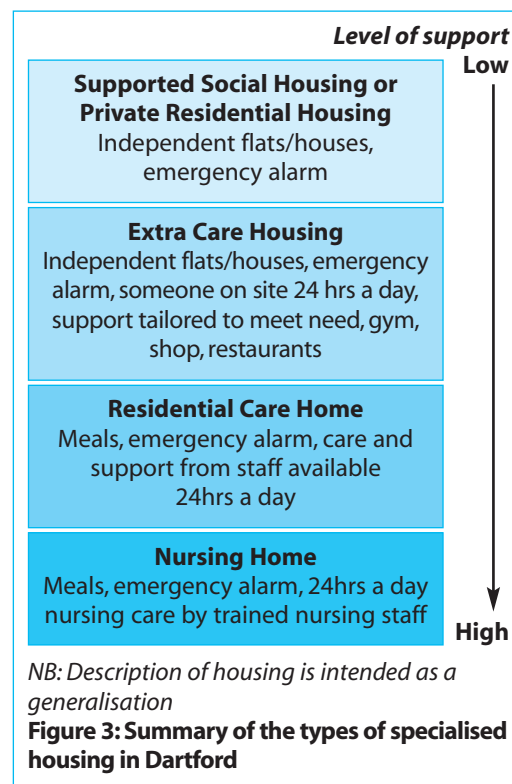 Level of support
Low
Supported Social Housing or
Private Residential Housing
Independent flats/houses,
emergency alarm
Extra Care Housing
Independent flats/houses, emergency
alarm, someone on site 24 hrs a day,
support tailored to meet need, gym,
shop, restaurants
Residential Care Home
Meals, emergency alarm, care and
support from staff available
24hrs a day
Nursing Home
Meals, emergency alarm, 24hrs a day
nursing care by trained nursing staff
High
NB: Description of housing is intended as a
generalisation
Figure 3: Summary of the types of specialised
housing in Dartford